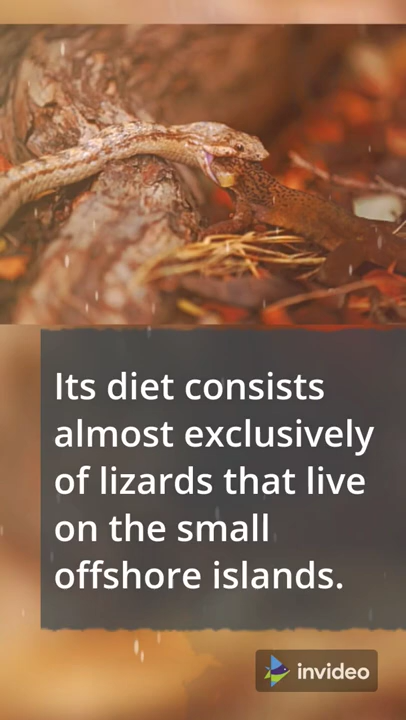 Its diet consists
almost exclusively
of lizards that live
on the small
offshore islands.
invideo